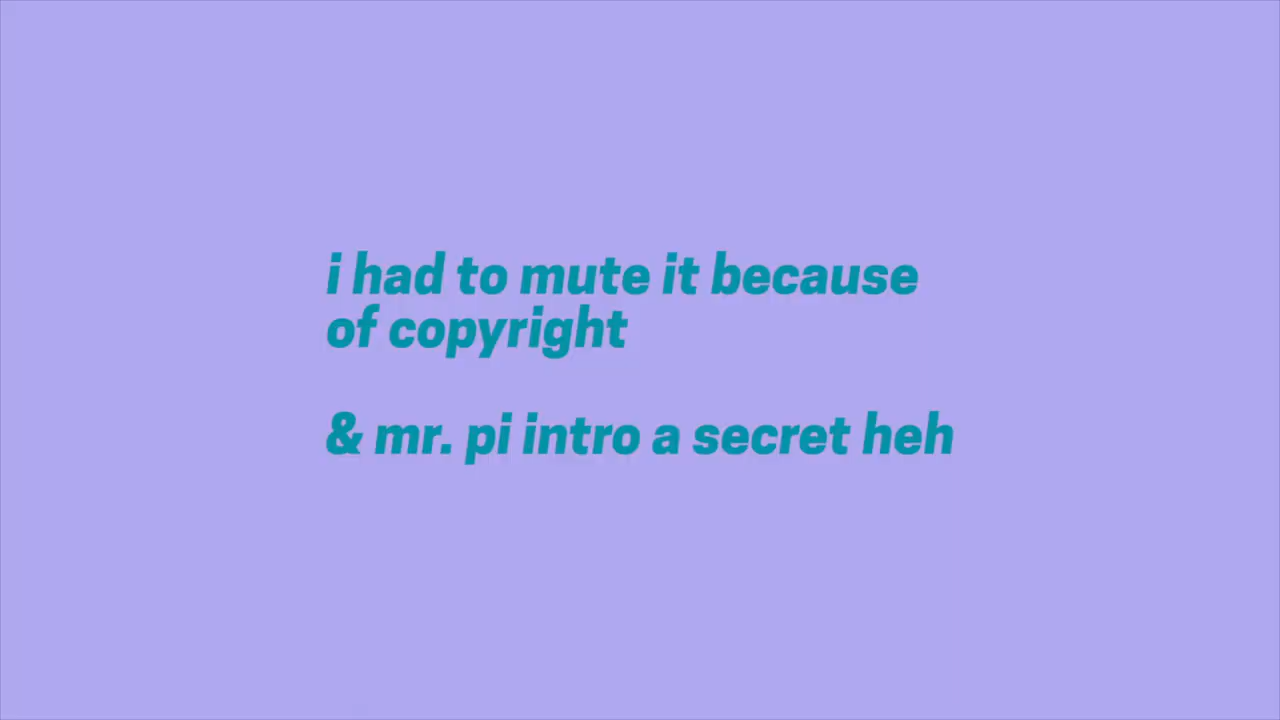 i had to mute it because
of copyright
& mr. pi intro a secret heh